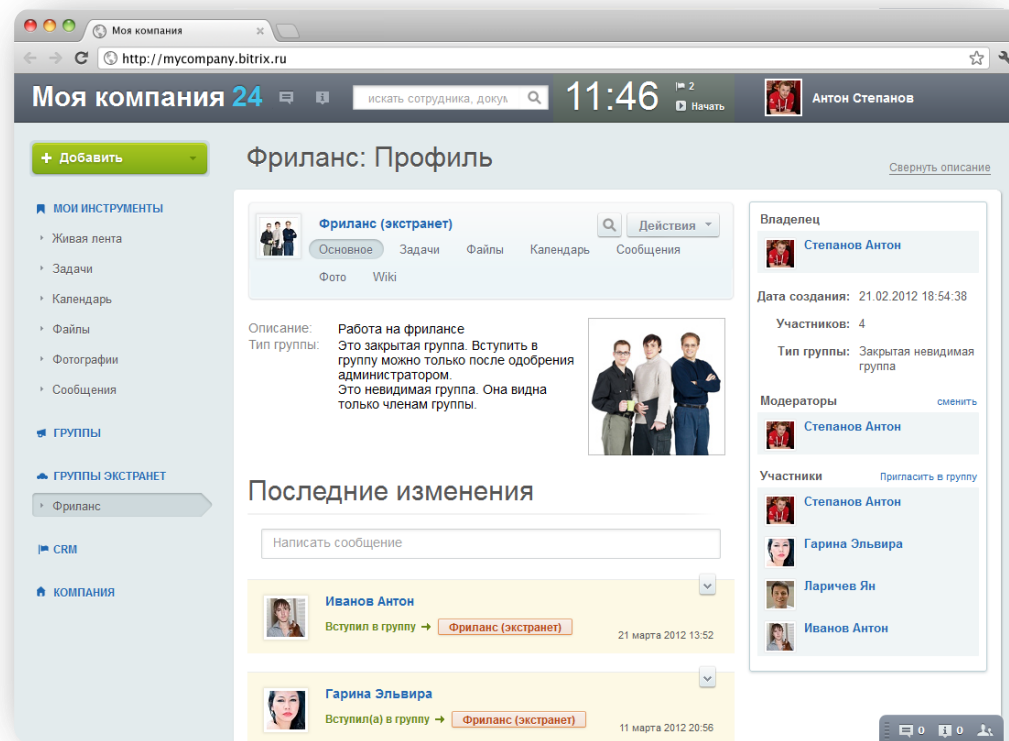 Моя компания
http://mycompany.bitrix.ru
Моя компания 24
искать сотрудника, докум
11:46
2
Начать
Антон Степанов
Добавить
МОИ ИНСТРУМЕНТЫ
Живая лента
Задачи
Календарь
Файлы
Фотографии
Сообщения
ГРУППЫ
ГРУППЫ ЭКСТРАНЕТ
Фриланс
CRM
КОМПАНИЯ
Фриланс: Профиль
Свернуть описание
Фриланс (экстранет)
Действия
Основное Задачи Файлы Календарь Сообщения
Фото Wiki
Описание: Работа на фрилансе
Тип группы: Это закрытая группа. Вступить в
группу можно только после одобрения
администратором.
Это невидимая группа. Она видна
только членам группы.
Последние изменения
Написать сообщение
Иванов Антон
Вступил в группу → Фриланс (экстранет)
21 марта 2012 13:52
Гарина Эльвира
Вступил(а) в группу → Фриланс (экстранет)
11 марта 2012 20:56
Владелец
Степанов Антон
Дата создания: 21.02.2012 18:54:38
Участников: 4
Тип группы: Закрытая невидимая
группа
Модераторы сменить
Степанов Антон
Участники Пригласить в группу
Степанов Антон
Гарина Эльвира
Ларичев Ян
Иванов Антон
0 0